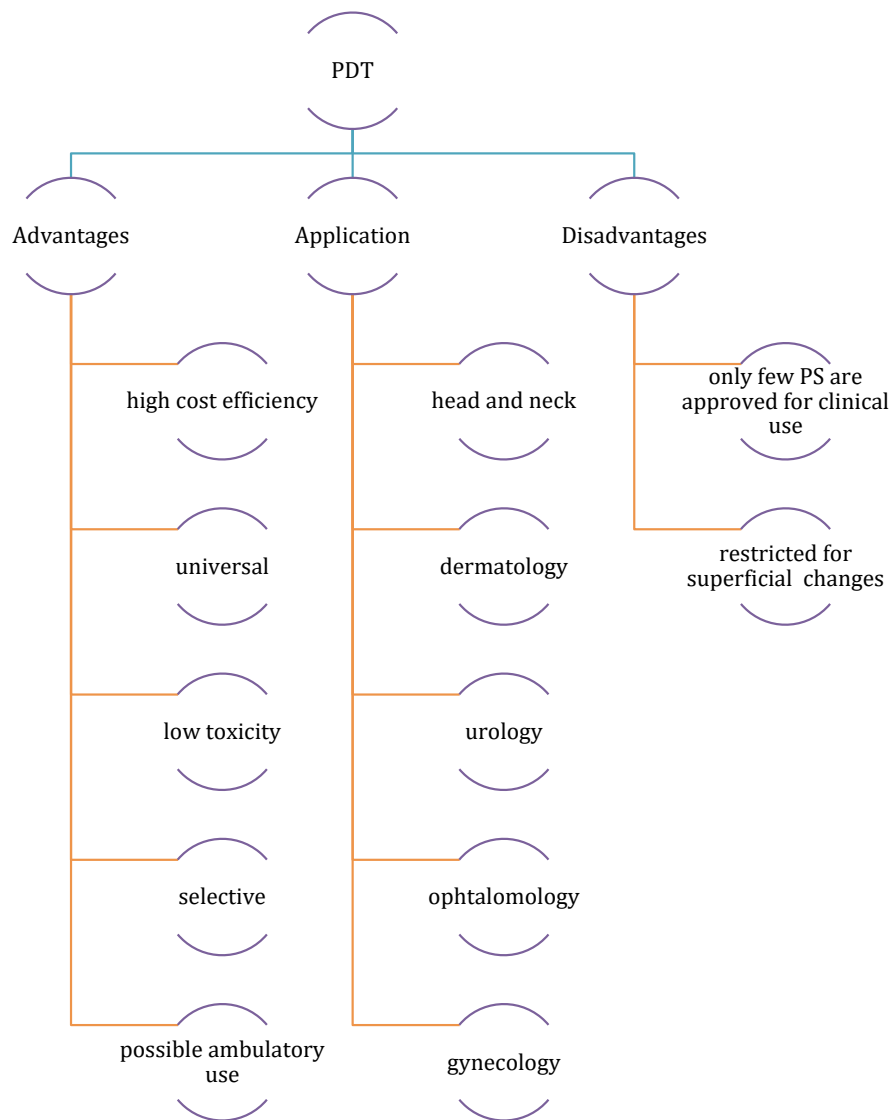 PDT
Advantages
Application
Disadvantages
high cost efficiency
universal
low toxicity
selective
possible ambulatory
use
head and neck
dermatology
urology
ophtalomology
gynecology
only few PS are
approved for clinical
use
restricted for
superficial changes